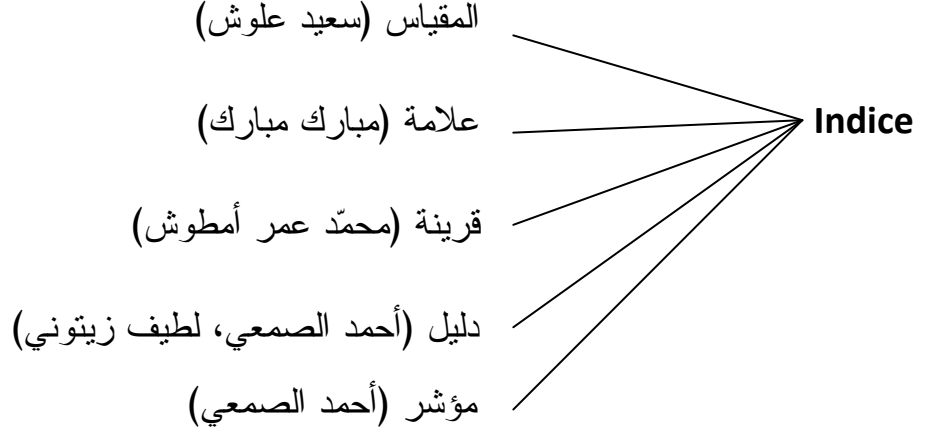 المقياس (سعيد علوش)
علامة (مبارك مبارك)
Indice
قرينة (محمّد عمر أمطوش)
دليل (أحمد الصمعي، لطيف زيتوني)
مؤشر (أحمد الصمعي)